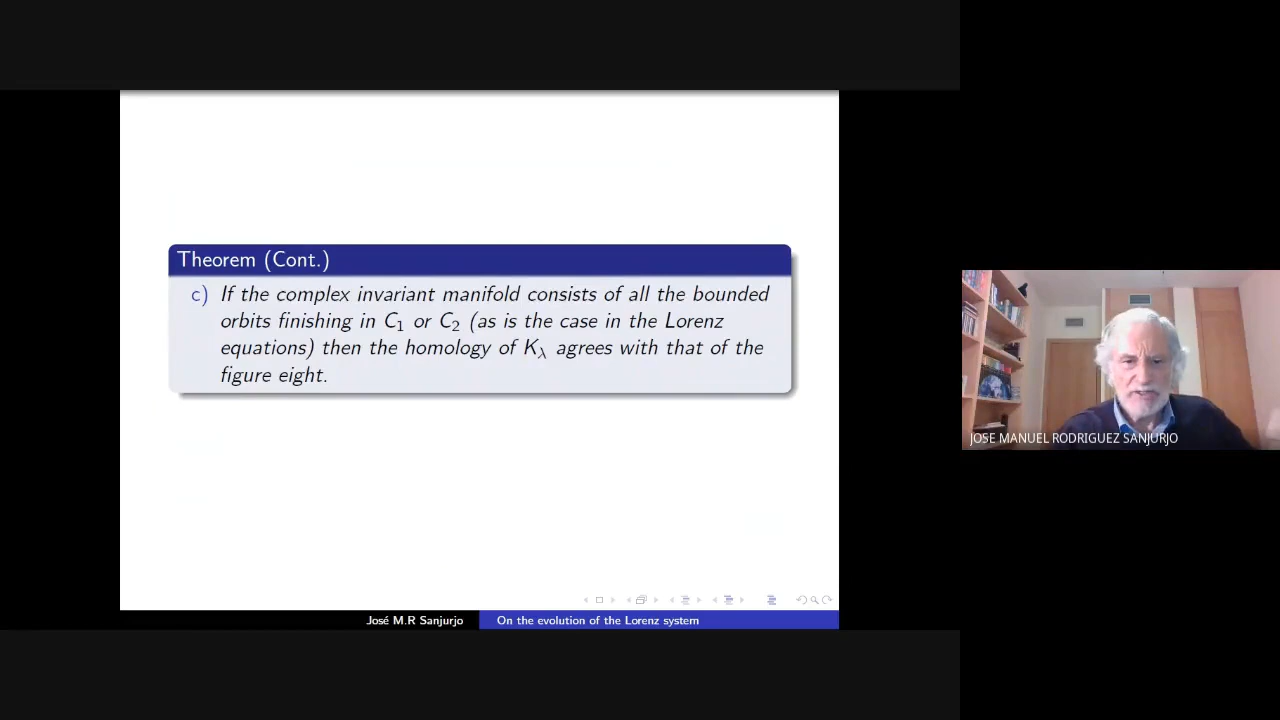 Theorem (Cont.)
c) If the complex invariant manifold consists of all the bounded
orbits finishing in C₁ or C₂ (as is the case in the Lorenz
equations) then the homology of K_λ agrees with that of the
figure eight.
José M.R Sanjurjo
On the evolution of the Lorenz system
JOSE MANUEL RODRIGUEZ SANJURJO